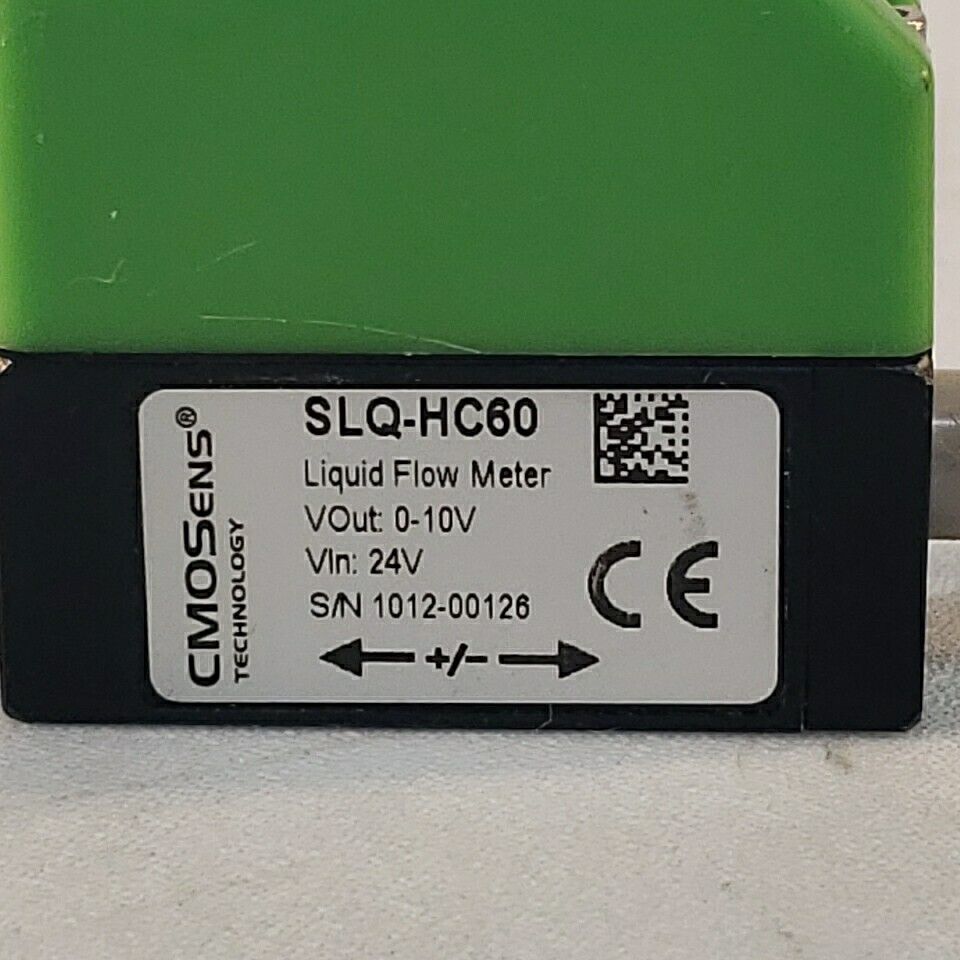 CMOSENS®
TECHNOLOGY
SLQ-HC60
Liquid Flow Meter
VOut: 0-10V
VIn: 24V
S/N 1012-00126
+/−
CE